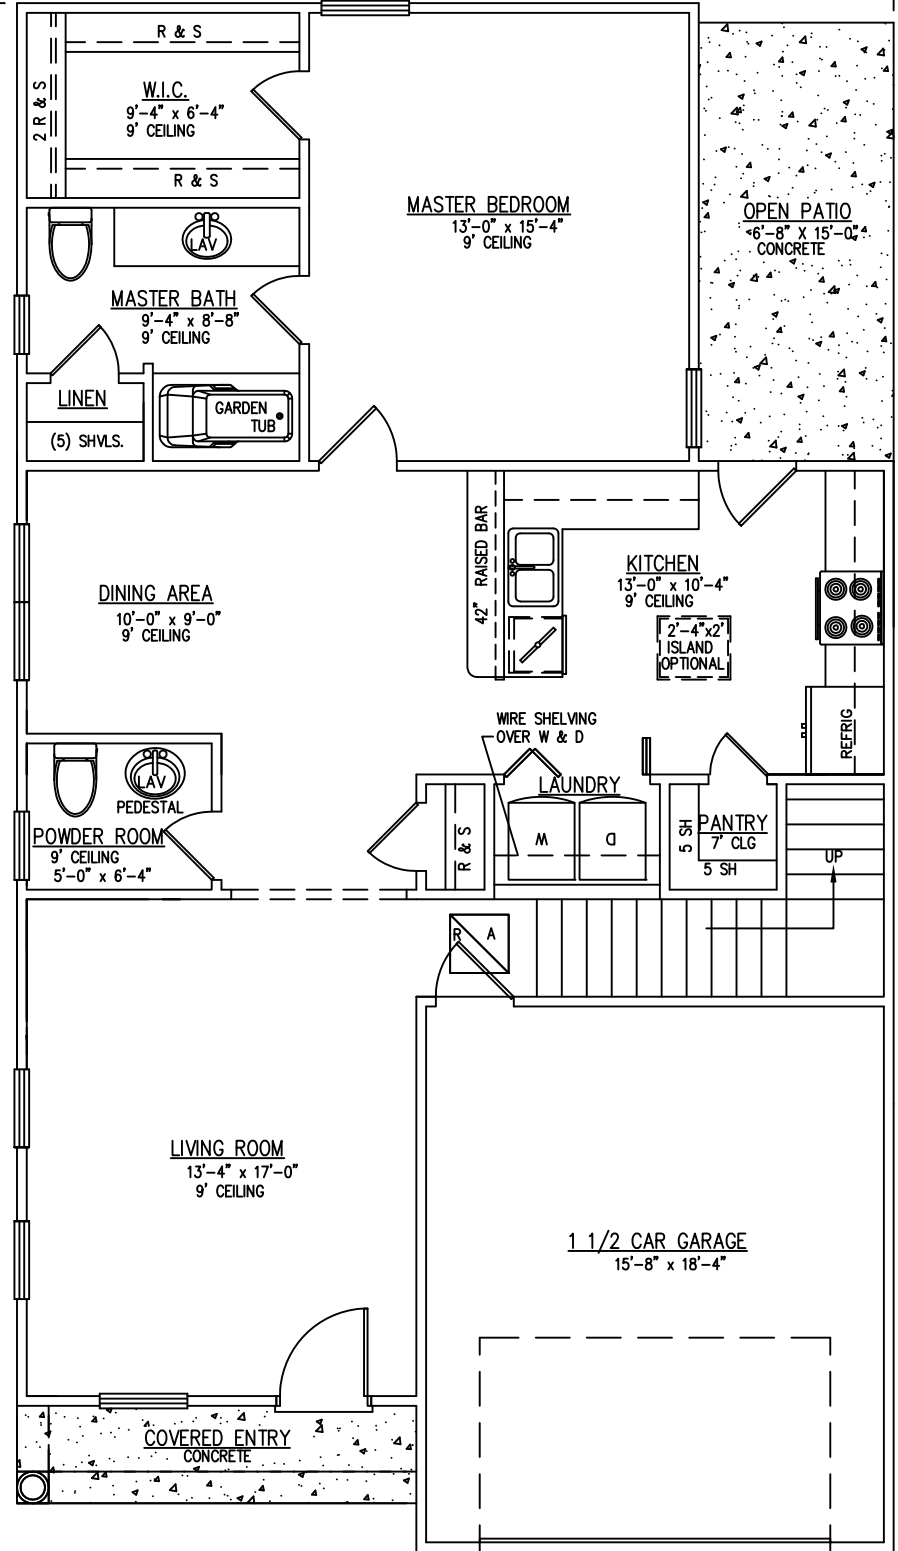 R & S
2 R & S
W.I.C.
9'-4" x 6'-4"
9' CEILING
R & S
MASTER BEDROOM
13'-0" x 15'-4"
9' CEILING
OPEN PATIO
6'-8" X 15'-0"
CONCRETE
LAV
MASTER BATH
9'-4" x 8'-8"
9' CEILING
LINEN
(5) SHVLS.
GARDEN
TUB
DINING AREA
10'-0" x 9'-0"
9' CEILING
42" RAISED BAR
KITCHEN
13'-0" x 10'-4"
9' CEILING
2'-4"x2'
ISLAND
OPTIONAL
REFRIG
WIRE SHELVING
OVER W & D
LAUNDRY
W
D
LAV
PEDESTAL
POWDER ROOM
9' CEILING
5'-0" x 6'-4"
R & S
5 SH
PANTRY
7' CLG
5 SH
UP
R
A
LIVING ROOM
13'-4" x 17'-0"
9' CEILING
1 1/2 CAR GARAGE
15'-8" x 18'-4"
COVERED ENTRY
CONCRETE